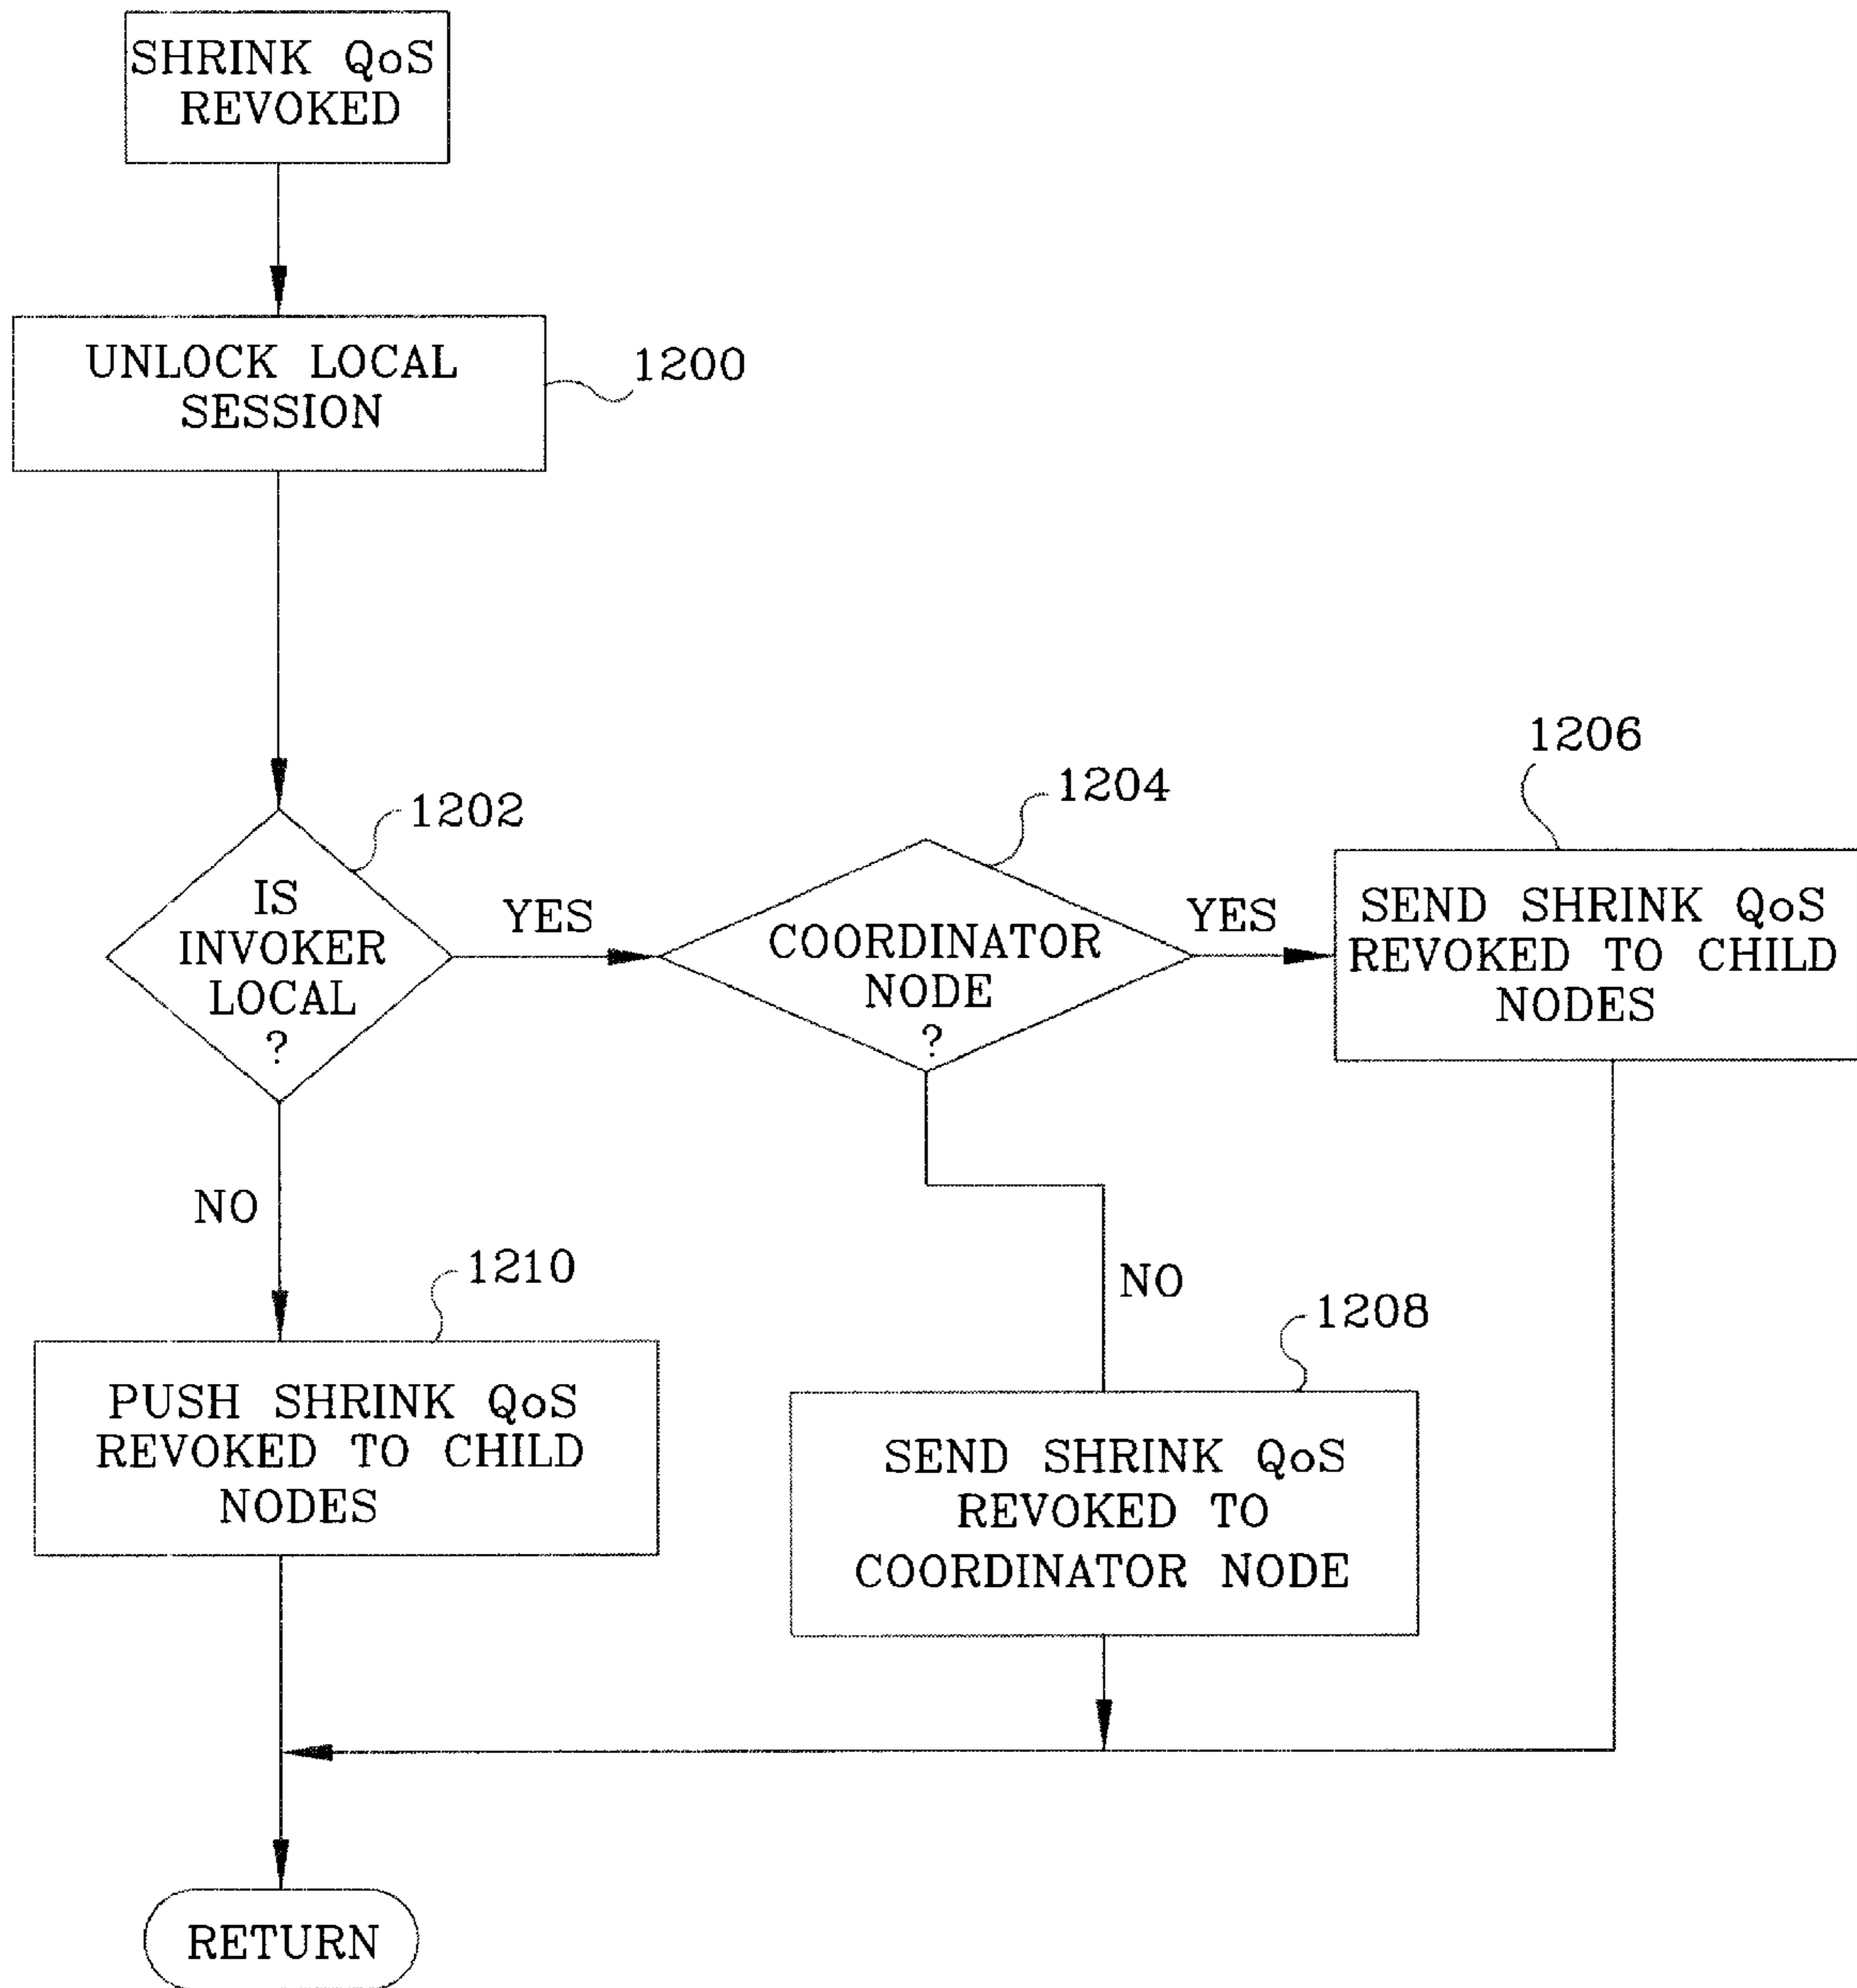 SHRINK QoS
REVOKED
UNLOCK LOCAL
SESSION
1200
1202
IS
INVOKER
LOCAL
?
YES
1204
COORDINATOR
NODE
?
YES
1206
SEND SHRINK QoS
REVOKED TO CHILD
NODES
NO
1210
PUSH SHRINK QoS
REVOKED TO CHILD
NODES
NO
1208
SEND SHRINK QoS
REVOKED TO
COORDINATOR NODE
RETURN